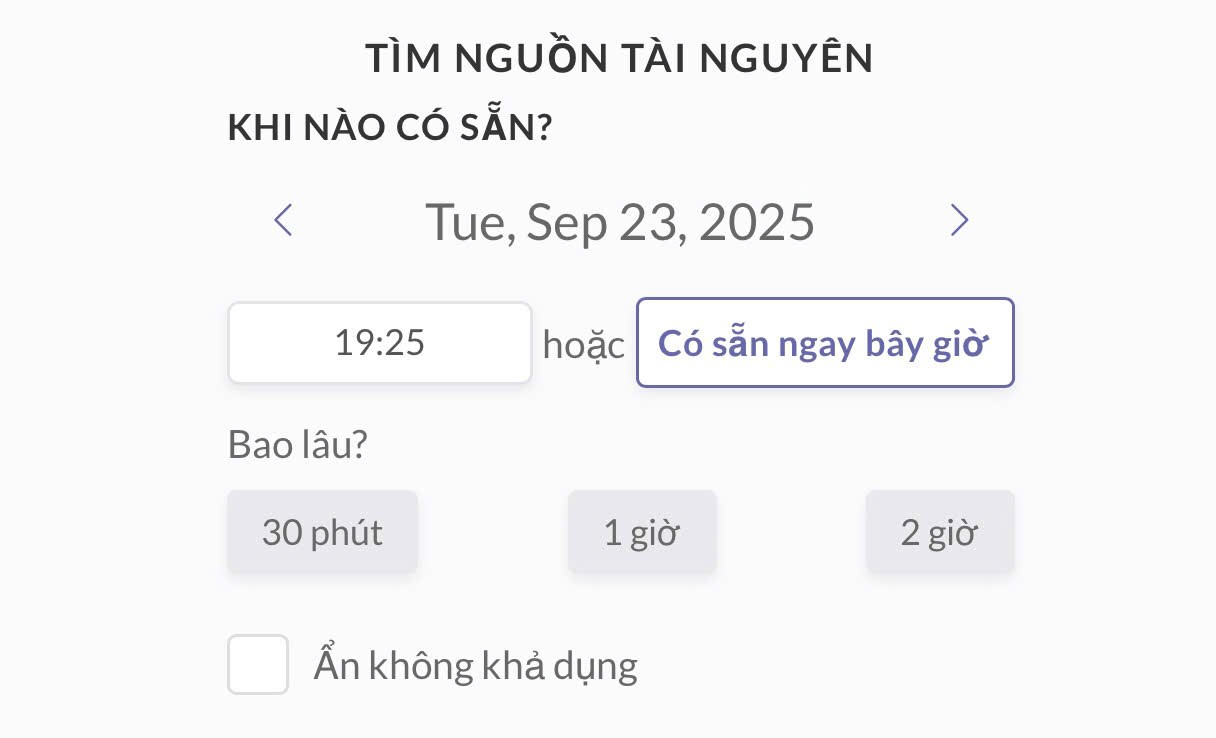 TÌM NGUỒN TÀI NGUYÊN
KHI NÀO CÓ SẴN?
Tue, Sep 23, 2025
19:25 hoặc Có sẵn ngay bây giờ
Bao lâu?
30 phút 1 giờ 2 giờ
Ẩn không khả dụng